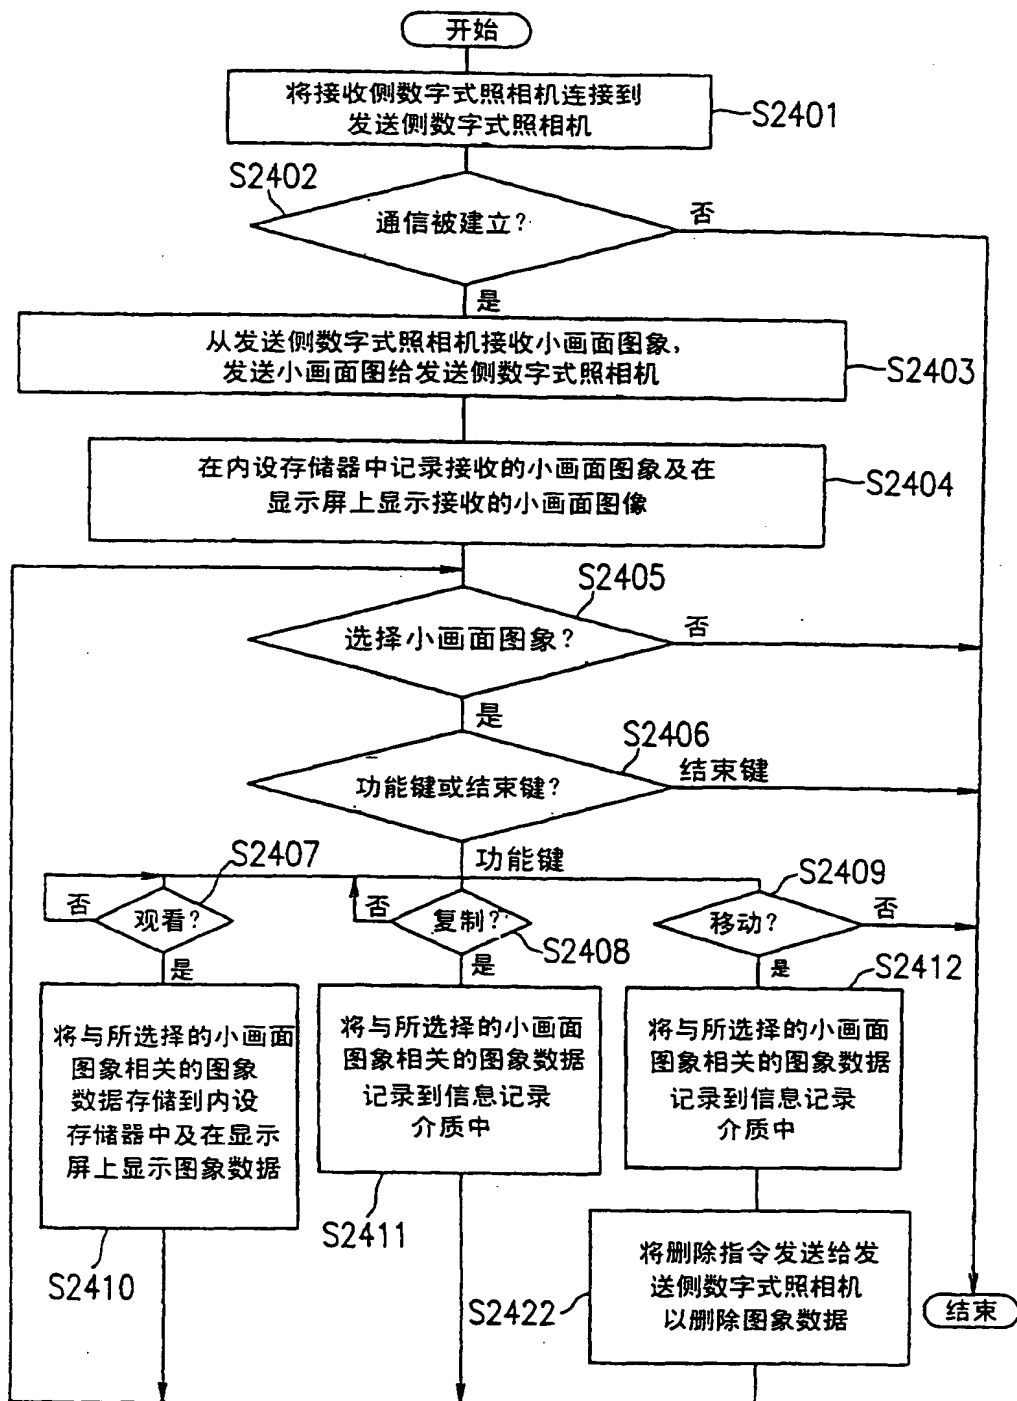 开始
将接收侧数字式照相机连接到
发送侧数字式照相机
S2401
S2402
通信被建立?
否
是
从发送侧数字式照相机接收小画面图象,
发送小画面图给发送侧数字式照相机
S2403
在内设存储器中记录接收的小画面图象及在
显示屏上显示接收的小画面图像
S2404
S2405
选择小画面图象?
否
是
S2406
功能键或结束键?
结束键
功能键
S2407
观看?
否
是
复制?
否
S2408
是
S2409
移动?
否
是
S2412
将与所选择的小画面
图象相关的图象
数据存储到内设
存储器中及在显示
屏上显示图象数据
S2410
将与所选择的小画面
图象相关的图象数据
记录到信息记录
介质中
S2411
将与所选择的小画面
图象相关的图象数据
记录到信息记录
介质中
将删除指令发送给发
送侧数字式照相机
以删除图象数据
S2422
结束